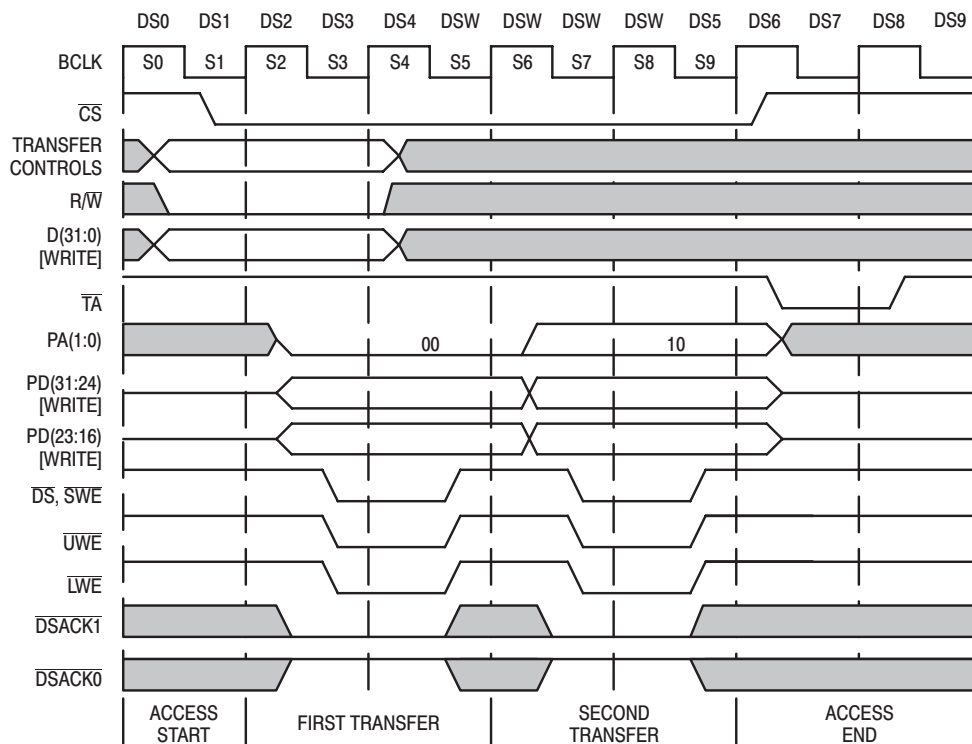 DS0 DS1 DS2 DS3 DS4 DSW DSW DSW DSW DS5 DS6 DS7 DS8 DS9
BCLK S0 S1 S2 S3 S4 S5 S6 S7 S8 S9
CS
TRANSFER
CONTROLS
R/W
D(31:0)
[WRITE]
TA
PA(1:0) 00 10
PD(31:24)
[WRITE]
PD(23:16)
[WRITE]
DS, SWE
UWE
LWE
DSACK1
DSACK0
ACCESS
START
FIRST TRANSFER
SECOND
TRANSFER
ACCESS
END